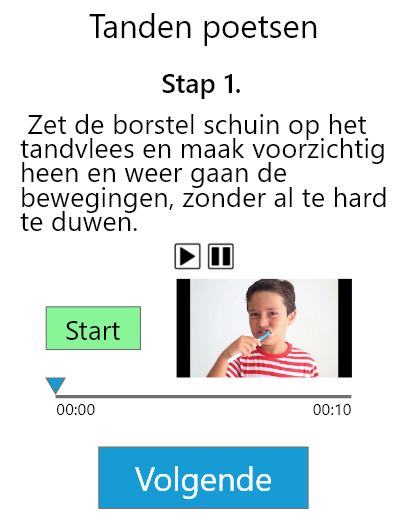 Tanden poetsen
Stap 1.
Zet de borstel schuin op het
tandvlees en maak voorzichtig
heen en weer gaan de
bewegingen, zonder al te hard
te duwen.
Start
00:00
00:10
Volgende